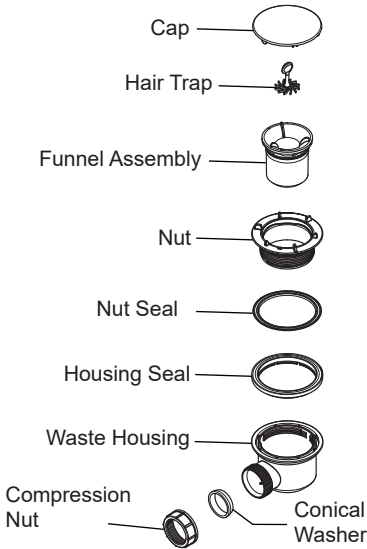 Cap
Hair Trap
Funnel Assembly
Nut
Nut Seal
Housing Seal
Waste Housing
Compression
Nut
Conical
Washer